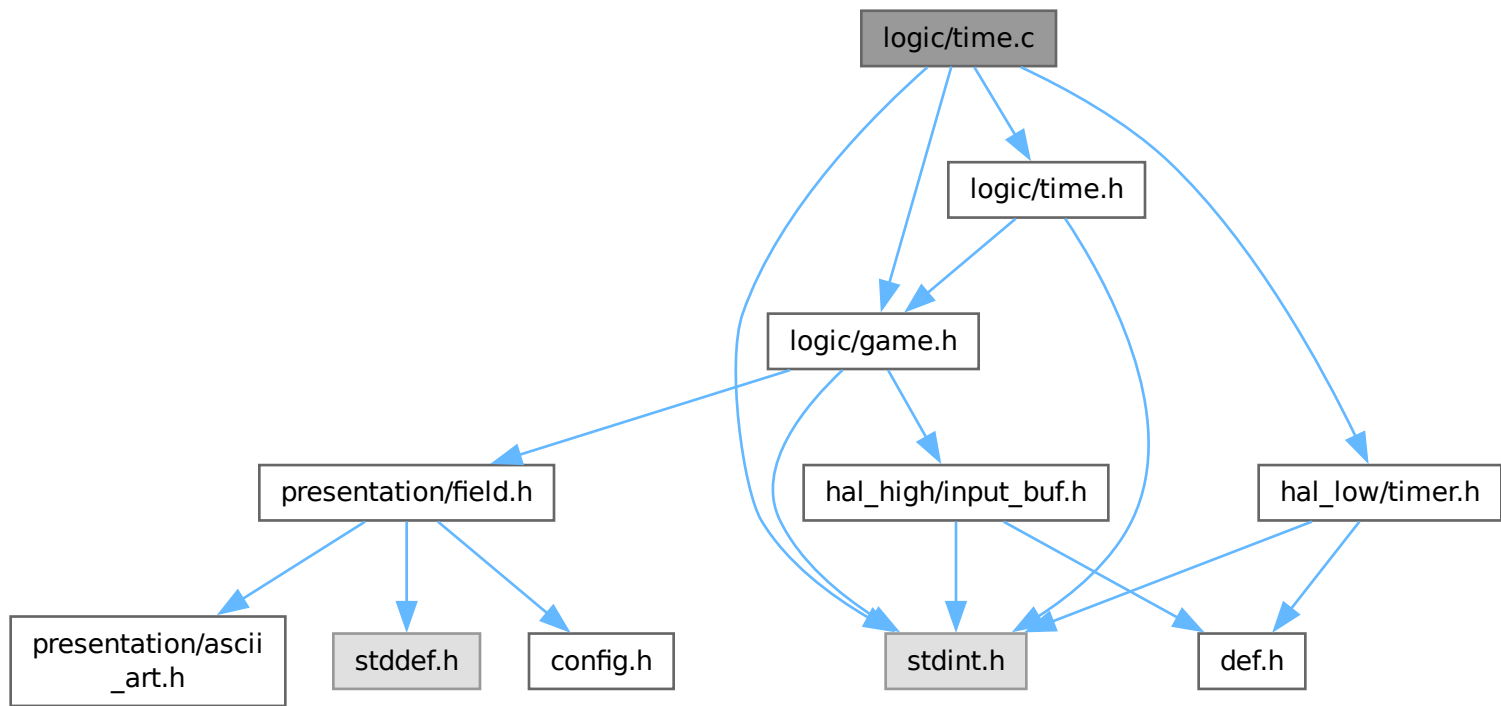 logic/time.c
logic/time.h
logic/game.h
presentation/field.h
hal_high/input_buf.h
hal_low/timer.h
presentation/ascii
_art.h
stddef.h
config.h
stdint.h
def.h